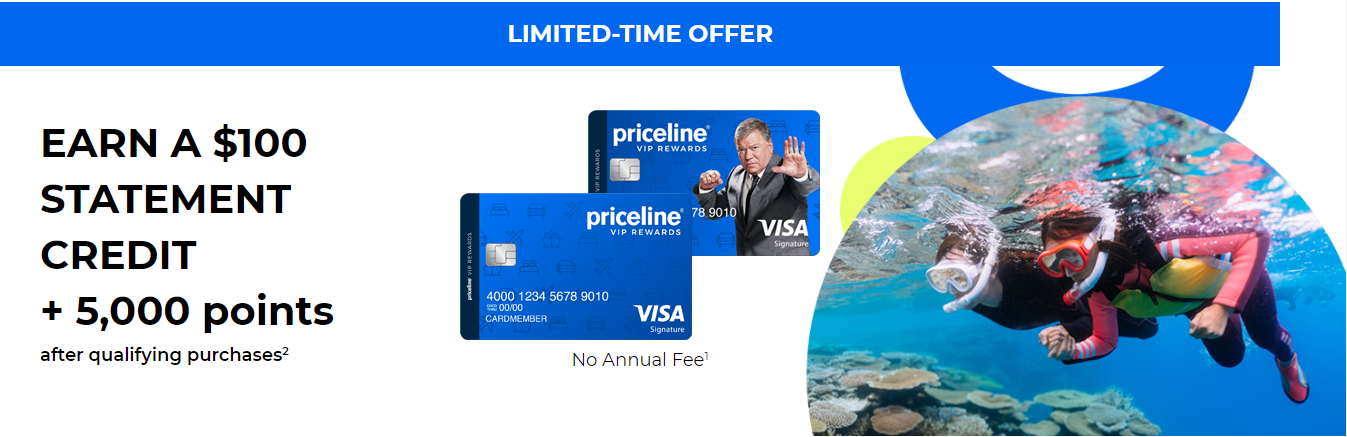 LIMITED-TIME OFFER
EARN A $100
STATEMENT
CREDIT
+ 5,000 points
after qualifying purchases²
priceline®
VIP REWARDS
VIP REWARDS
78 9010
VISA
Signature
priceline®
VIP REWARDS
priceline® VIP REWARDS
4000 1234 5678 9010
00/00
CARDMEMBER
VISA
Signature
No Annual Fee¹